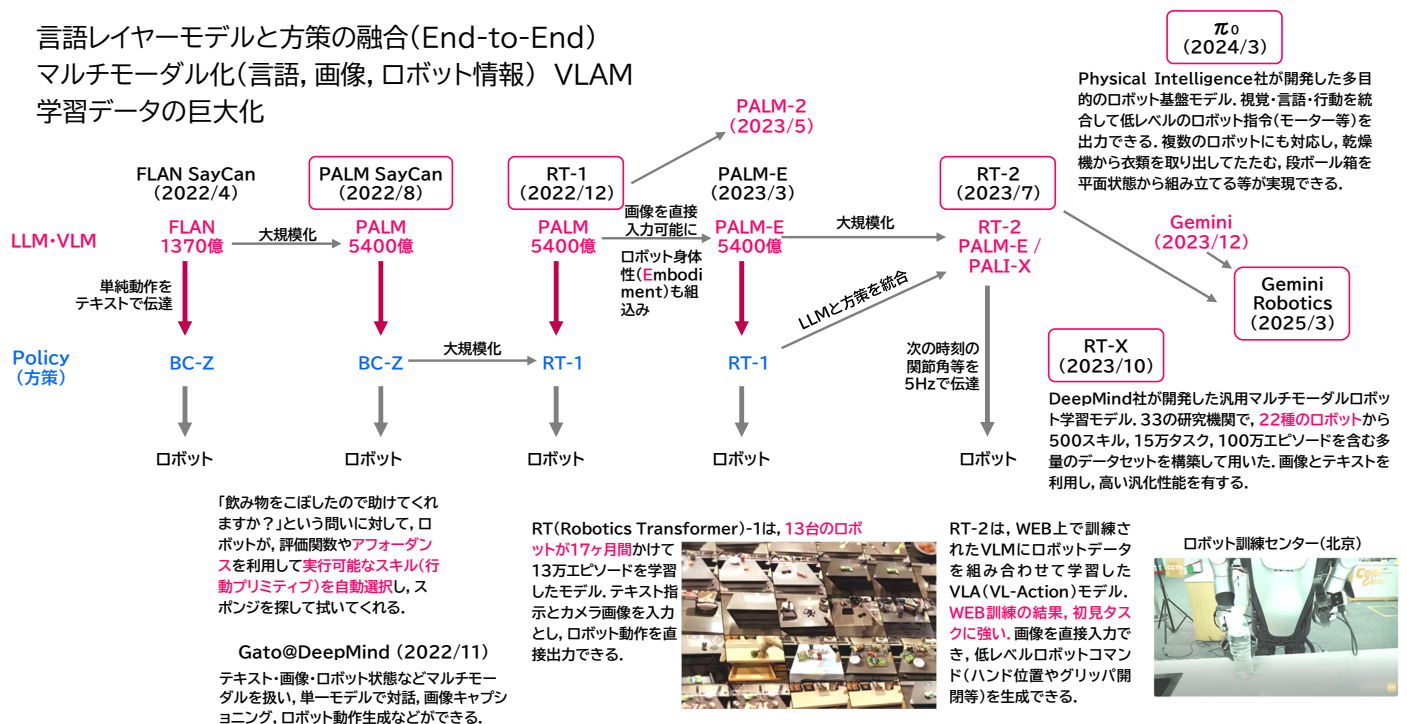 言語レイヤーモデルと方策の融合(End-to-End)
マルチモーダル化(言語, 画像, ロボット情報) VLAM
学習データの巨大化
π0
(2024/3)
Physical Intelligence社が開発した多目
的のロボット基盤モデル. 視覚・言語・行動を統
合して低レベルのロボット指令(モーター等)を
出力できる. 複数のロボットにも対応し, 乾燥
機から衣類を取り出してたたむ, 段ボール箱を
平面状態から組み立てる等が実現できる.
PALM-2
(2023/5)
FLAN SayCan
(2022/4)
PALM SayCan
(2022/8)
RT-1
(2022/12)
PALM-E
(2023/3)
RT-2
(2023/7)
LLM・VLM
FLAN
1370億
大規模化
PALM
5400億
PALM
5400億
画像を直接
入力可能に
ロボット身体
性(Embodi
ment)も組
込み
PALM-E
5400億
大規模化
RT-2
PALM-E /
PALI-X
Gemini
(2023/12)
Gemini
Robotics
(2025/3)
単純動作を
テキストで伝達
LLMと方策を統合
Policy
(方策)
BC-Z
BC-Z
大規模化
RT-1
RT-1
次の時刻の
関節角等を
5Hzで伝達
RT-X
(2023/10)
DeepMind社が開発した汎用マルチモーダルロボッ
ト学習モデル. 33の研究機関で, 22種のロボットから
500スキル, 15万タスク, 100万エピソードを含む多
量のデータセットを構築して用いた. 画像とテキストを
利用し, 高い汎化性能を有する.
ロボット
ロボット
ロボット
ロボット
ロボット
「飲み物をこぼしたので助けてくれ
ますか？」という問いに対して, ロ
ボットが, 評価関数やアフォーダン
スを利用して実行可能なスキル(行
動プリミティブ)を自動選択し, ス
ポンジを探して拭いてくれる.
Gato@DeepMind (2022/11)
テキスト・画像・ロボット状態などマルチモー
ダルを扱い, 単一モデルで対話, 画像キャプシ
ョニング, ロボット動作生成などができる.
RT(Robotics Transformer)-1は, 13台のロボ
ットが17ヶ月間かけて
13万エピソードを学習
したモデル. テキスト指
示とカメラ画像を入力
とし, ロボット動作を直
接出力できる.
RT-2は, WEB上で訓練さ
れたVLMにロボットデータ
を組み合わせて学習した
VLA(VL-Action)モデル.
WEB訓練の結果, 初見タス
クに強い. 画像を直接入力で
き, 低レベルロボットコマン
ド(ハンド位置やグリッパ開
閉等)を生成できる.
ロボット訓練センター(北京)